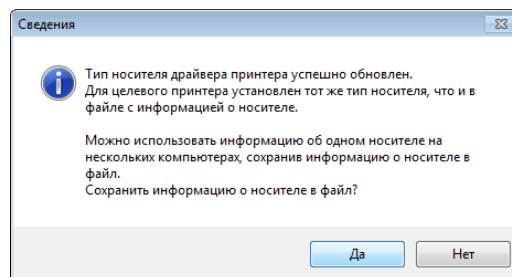 Сведения
Тип носителя драйвера принтера успешно обновлен.
Для целевого принтера установлен тот же тип носителя, что и в
файле с информацией о носителе.
Можно использовать информацию об одном носителе на
нескольких компьютерах, сохранив информацию о носителе в
файл.
Сохранить информацию о носителе в файл?
Да
Нет